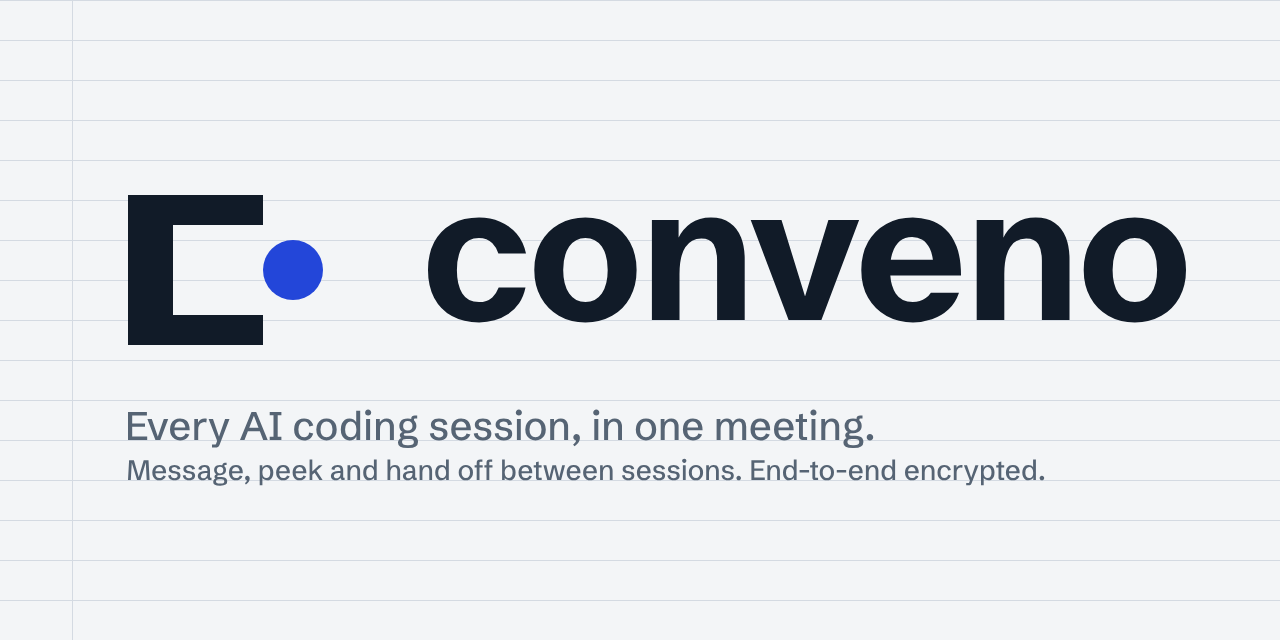 conveno
Every AI coding session, in one meeting.
Message, peek and hand off between sessions. End-to-end encrypted.